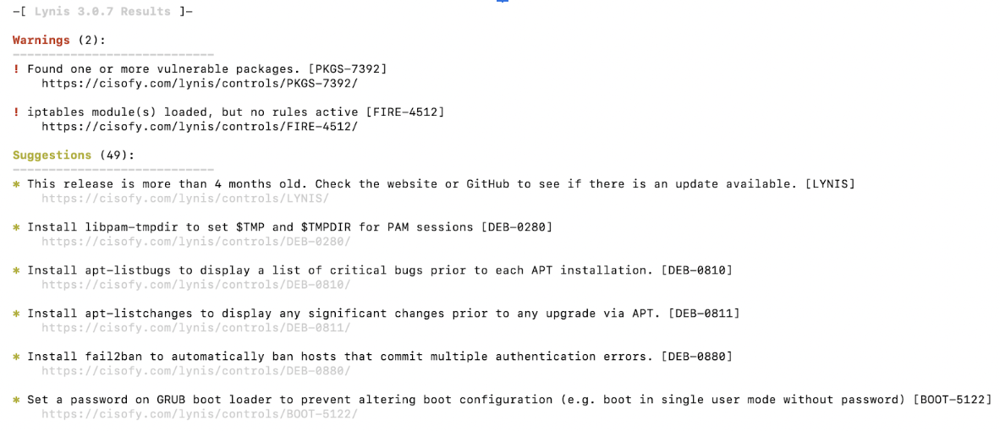 -[ Lynis 3.0.7 Results ]-
Warnings (2):
----------------------------
! Found one or more vulnerable packages. [PKGS-7392]
https://cisofy.com/lynis/controls/PKGS-7392/
! iptables module(s) loaded, but no rules active [FIRE-4512]
https://cisofy.com/lynis/controls/FIRE-4512/
Suggestions (49):
----------------------------
* This release is more than 4 months old. Check the website or GitHub to see if there is an update available. [LYNIS]
https://cisofy.com/lynis/controls/LYNIS/
* Install libpam-tmpdir to set $TMP and $TMPDIR for PAM sessions [DEB-0280]
https://cisofy.com/lynis/controls/DEB-0280/
* Install apt-listbugs to display a list of critical bugs prior to each APT installation. [DEB-0810]
https://cisofy.com/lynis/controls/DEB-0810/
* Install apt-listchanges to display any significant changes prior to any upgrade via APT. [DEB-0811]
https://cisofy.com/lynis/controls/DEB-0811/
* Install fail2ban to automatically ban hosts that commit multiple authentication errors. [DEB-0880]
https://cisofy.com/lynis/controls/DEB-0880/
* Set a password on GRUB boot loader to prevent altering boot configuration (e.g. boot in single user mode without password) [BOOT-5122]
https://cisofy.com/lynis/controls/BOOT-5122/